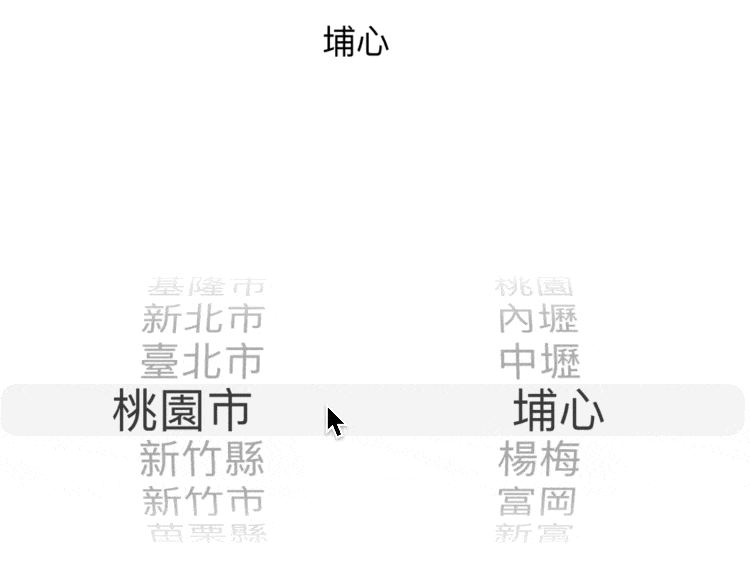 埔心
基隆市 桃園
新北市 內壢
臺北市 中壢
桃園市 埔心
新竹縣 楊梅
新竹市 富岡
苗栗縣 新富